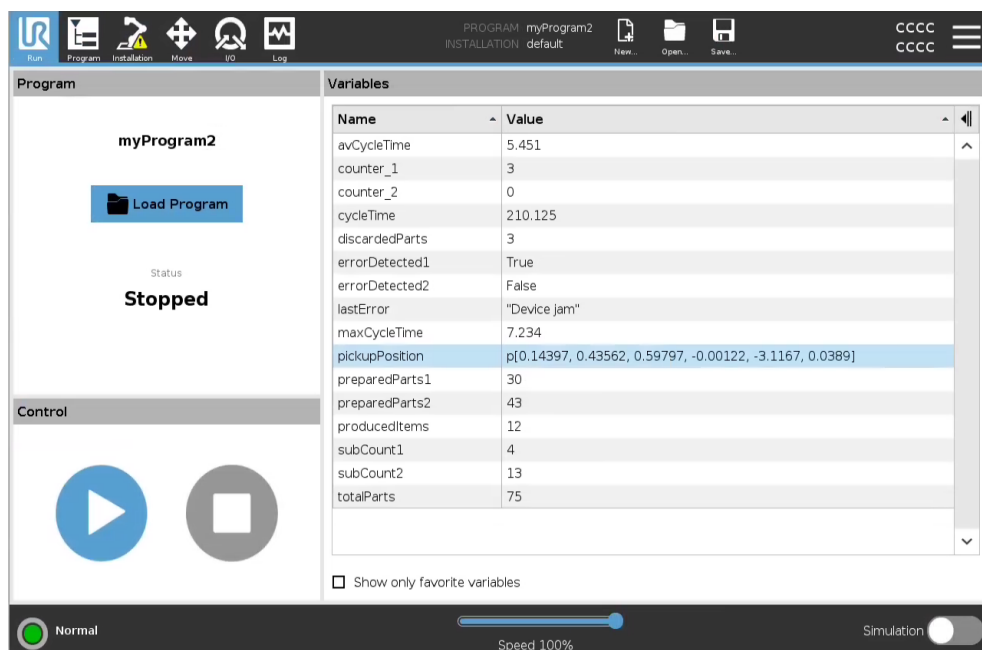 UR
PROGRAM myProgram2
INSTALLATION default
CCCC
CCCC
Run Program Installation Move I/O Log New... Open... Save...
Program
myProgram2
Load Program
Status
Stopped
Control
Variables
Name Value
avCycleTime 5.451
counter_1 3
counter_2 0
cycleTime 210.125
discardedParts 3
errorDetected1 True
errorDetected2 False
lastError "Device jam"
maxCycleTime 7.234
pickupPosition p[0.14397, 0.43562, 0.59797, -0.00122, -3.1167, 0.0389]
preparedParts1 30
preparedParts2 43
producedItems 12
subCount1 4
subCount2 13
totalParts 75
Show only favorite variables
Normal
Speed 100%
Simulation